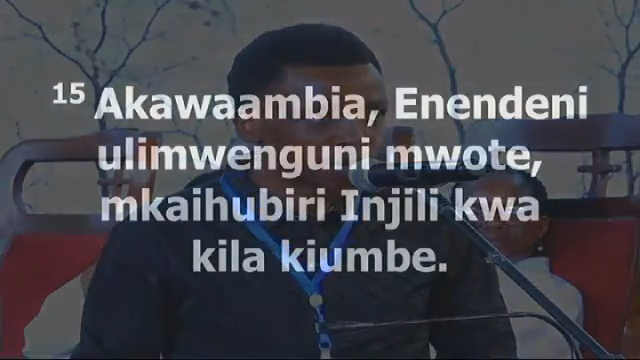 15 Akawaambia, Enendeni
ulimwenguni mwote,
mkaihubiri Injili kwa
kila kiumbe.